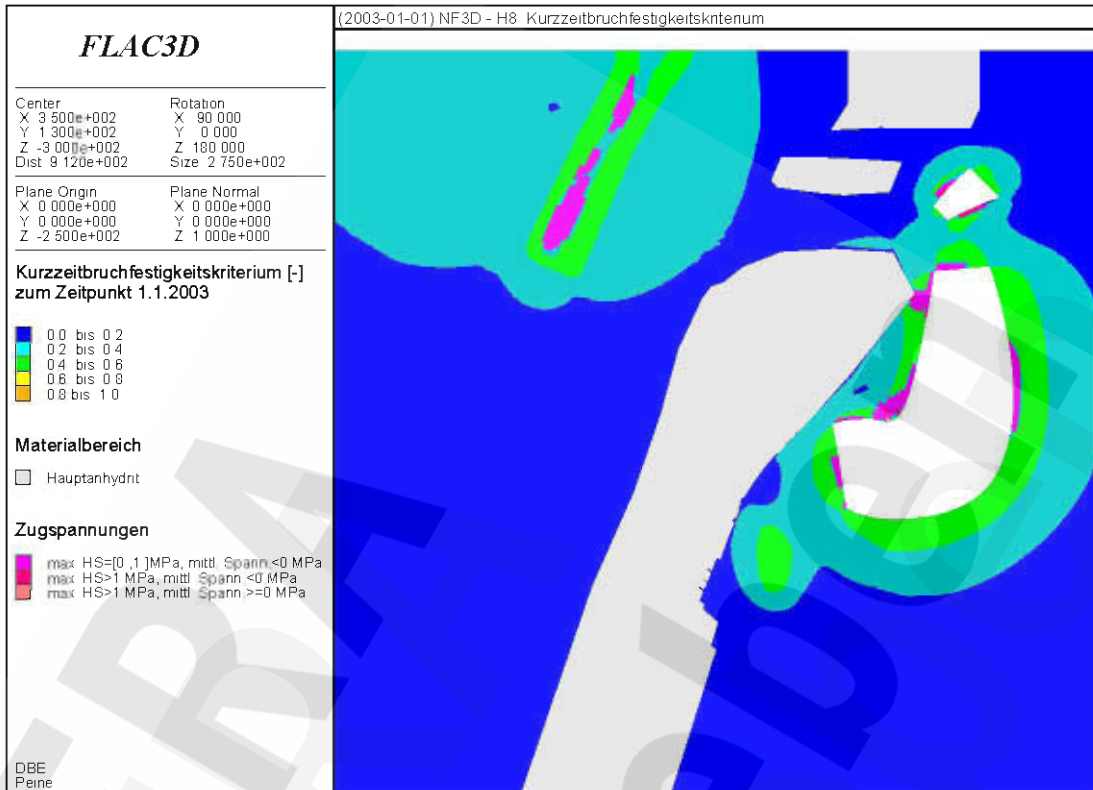 (2003-01-01) NF3D - H8 Kurzzeitbruchfestigkeitskriterium
FLAC3D
Center Rotation
X 3 500e+002 X 90 000
Y 1 300e+002 Y 0 000
Z -3 000e+002 Z 180 000
Dist 9 120e+002 Size 2 750e+002
Plane Origin Plane Normal
X 0 000e+000 X 0 000e+000
Y 0 000e+000 Y 0 000e+000
Z -2 500e+002 Z 1 000e+000
Kurzzeitbruchfestigkeitskriterium [-]
zum Zeitpunkt 1.1.2003
0 0 bis 0 2
0 2 bis 0 4
0 4 bis 0 6
0 6 bis 0 8
0 8 bis 1 0
Materialbereich
Hauptanhydrit
Zugspannungen
max HS=[0 ,1 ]MPa, mittl Spann <0 MPa
max HS>1 MPa, mittl Spann <0 MPa
max HS>1 MPa, mittl Spann >=0 MPa
DBE
Peine